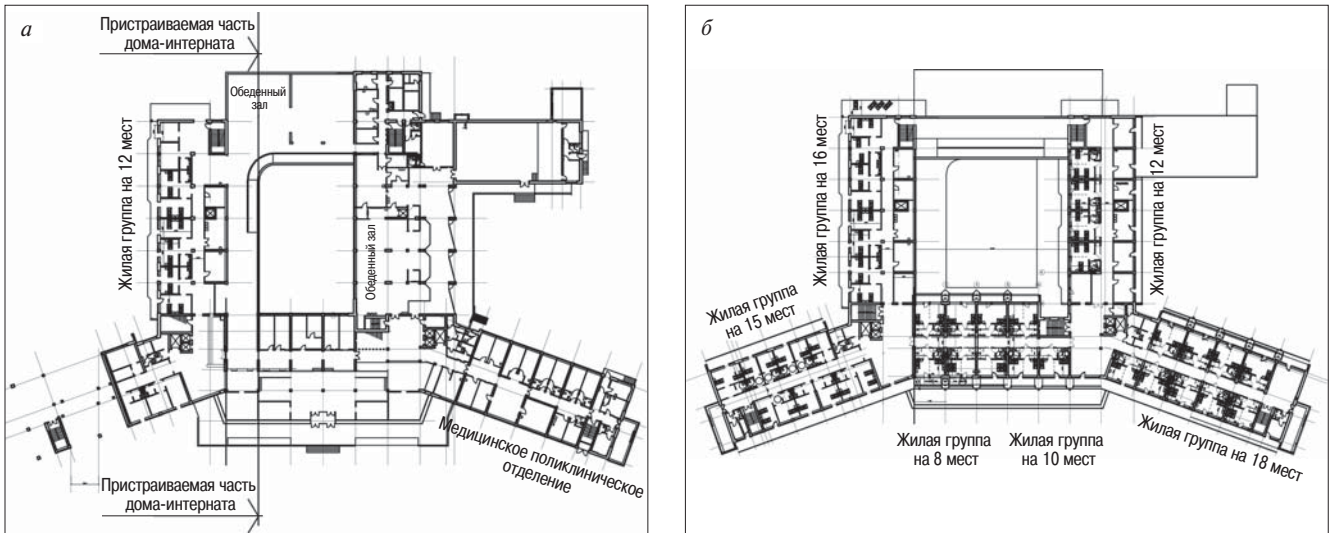 а
Пристраиваемая часть
дома-интерната
Обеденный
зал
Жилая группа на 12 мест
Обеденный зал
Медицинское поликлиническое
отделение
Пристраиваемая часть
дома-интерната
б
Жилая группа на 16 мест
Жилая группа на 12 мест
Жилая группа
на 15 мест
Жилая группа
на 8 мест
Жилая группа
на 10 мест
Жилая группа на 18 мест